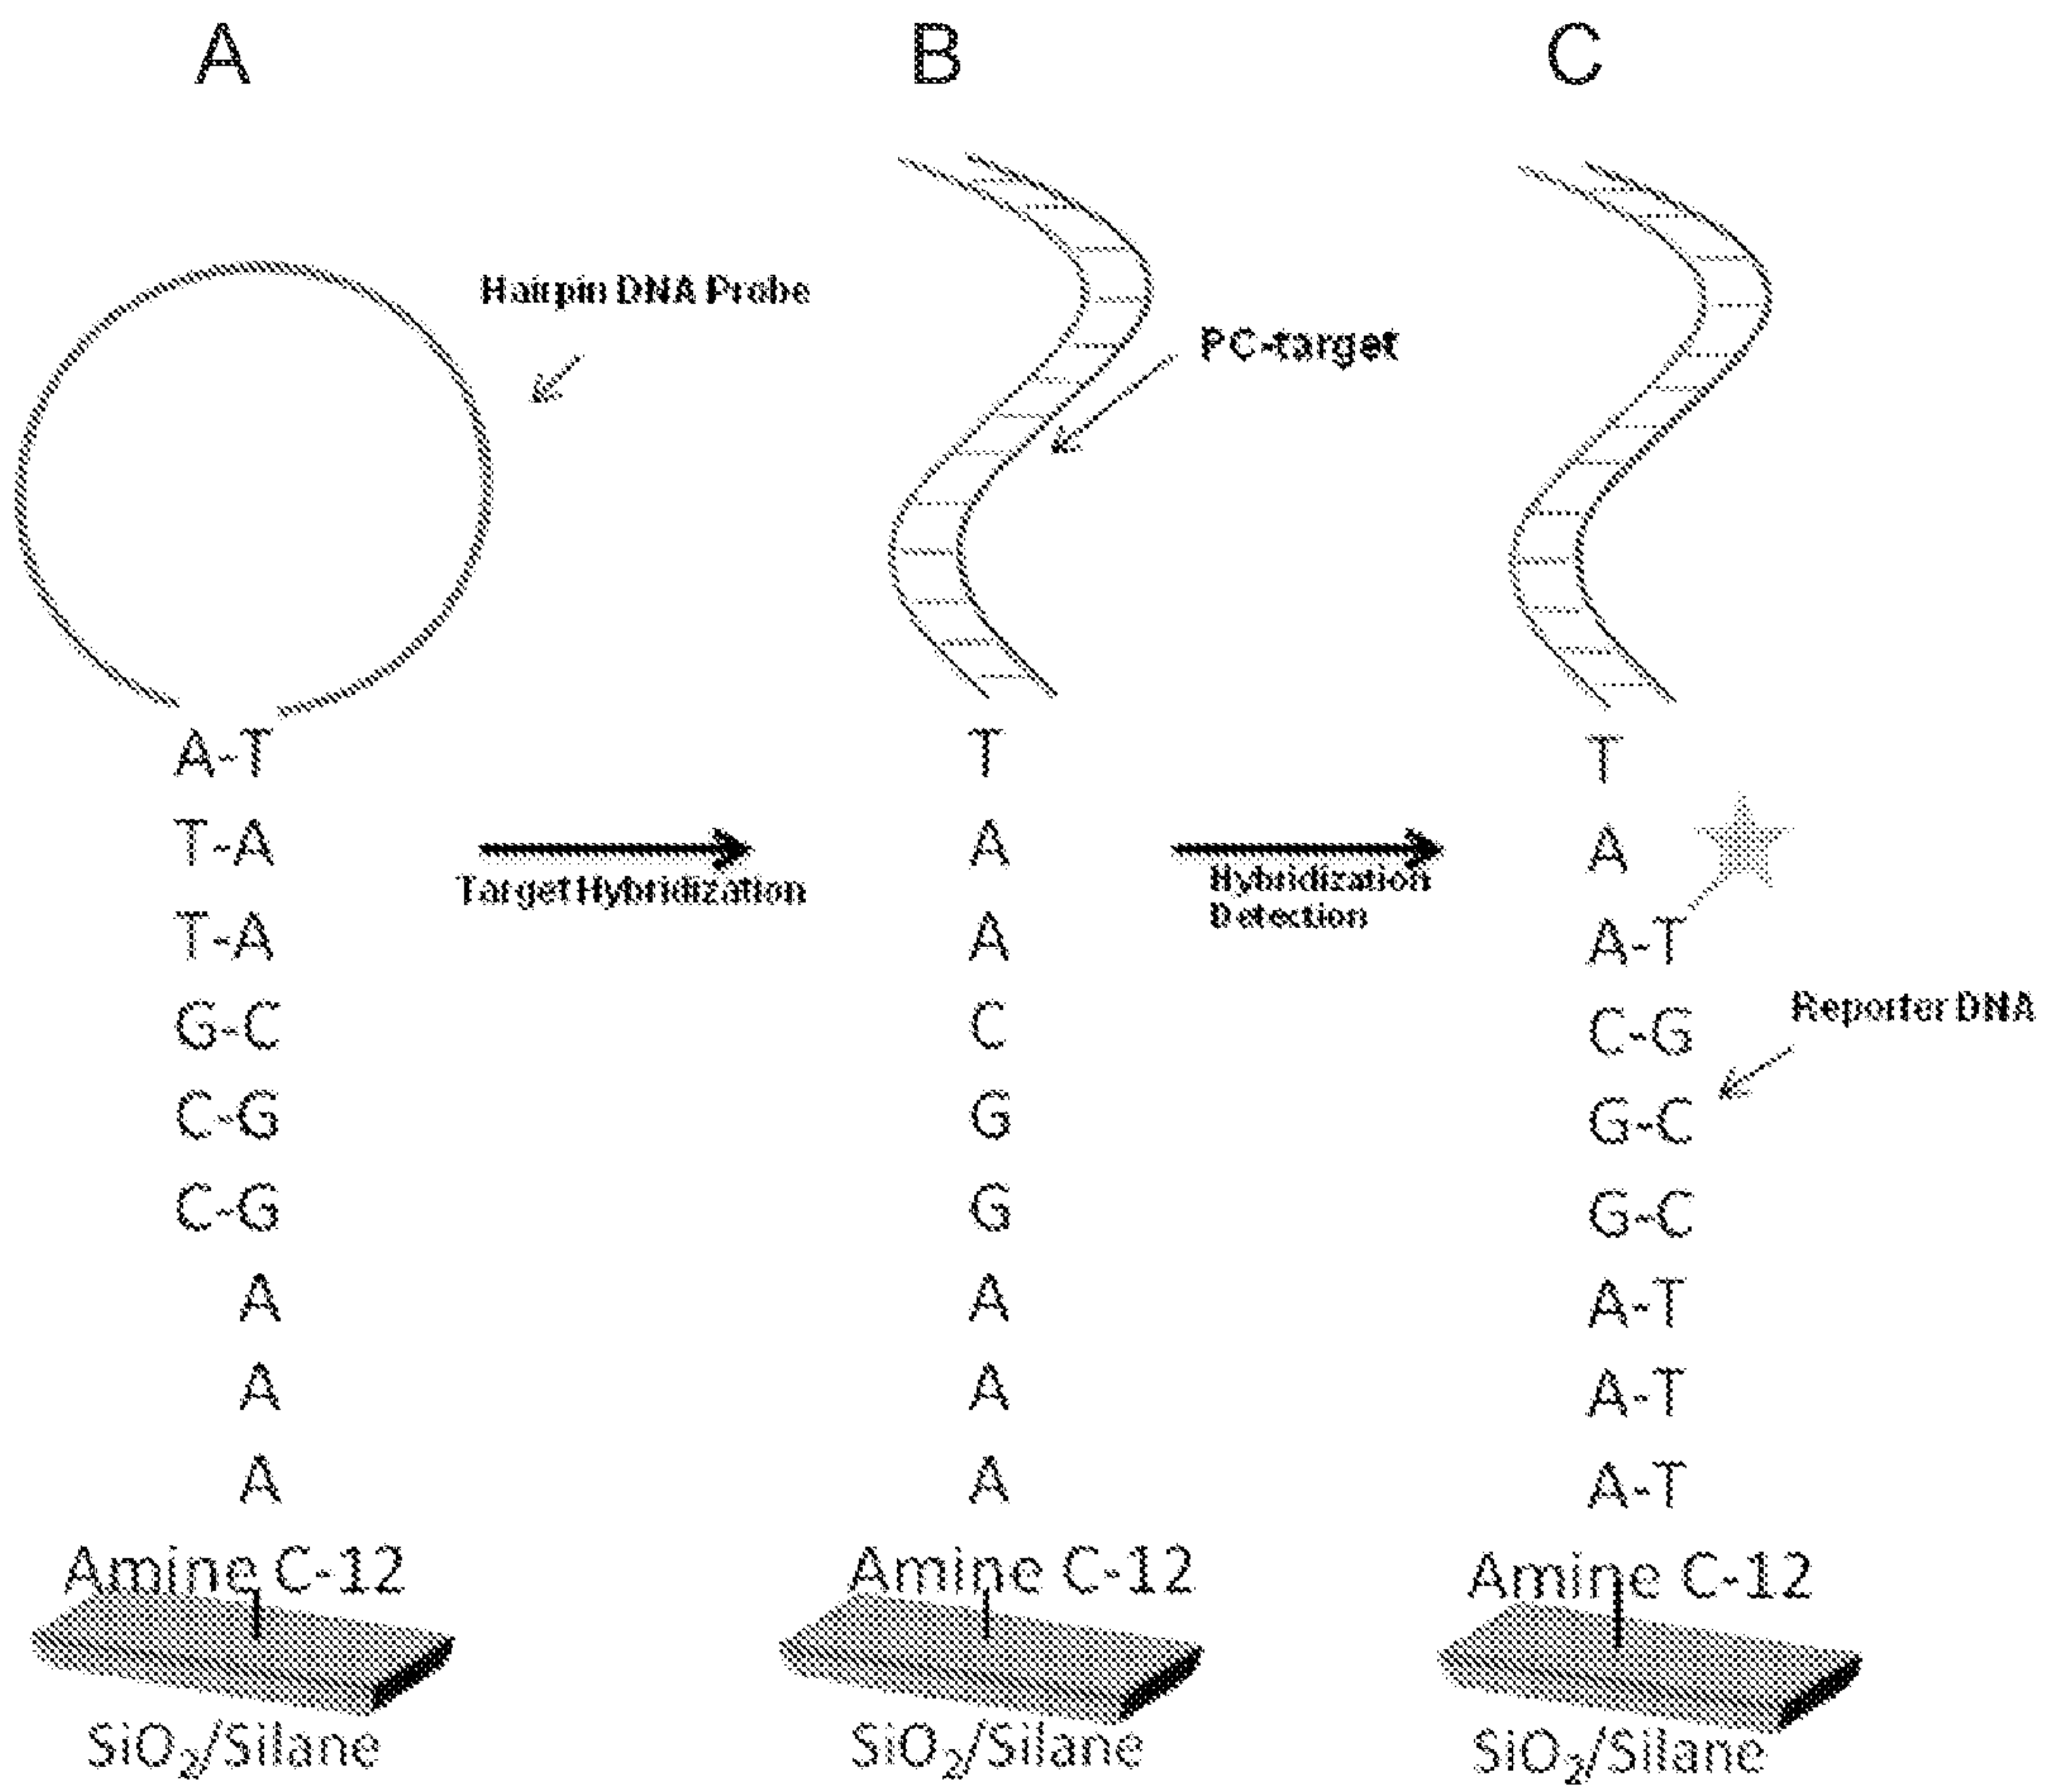 A B C
Hairpin DNA Probe
PC-target
A-T T T
T-A A A
Target Hybridization
Hybridization
Detection
T-A A A-T
G-C C C-G
Reporter DNA
C-G G G-C
C-G G G-C
A A A-T
A A A-T
A A A-T
Amine C-12 Amine C-12 Amine C-12
SiO₂/Silane SiO₂/Silane SiO₂/Silane